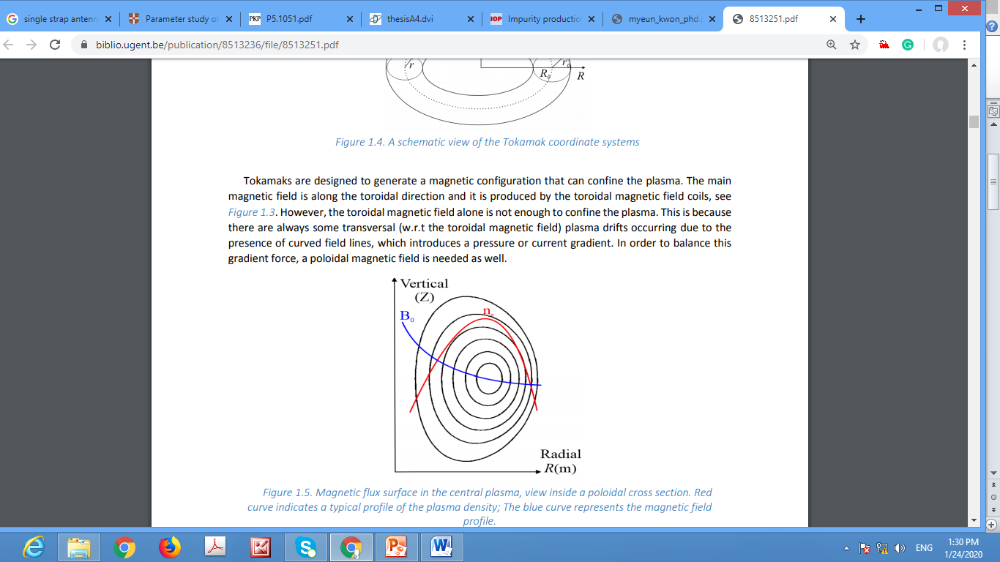 single strap antenn
Parameter study of
PKP P5.1051.pdf
thesisA4.dvi
IOP Impurity productio
myeun_kwon_phd.
8513251.pdf
biblio.ugent.be/publication/8513236/file/8513251.pdf
r R₀ r₀ R
Figure 1.4. A schematic view of the Tokamak coordinate systems
Tokamaks are designed to generate a magnetic configuration that can confine the plasma. The main
magnetic field is along the toroidal direction and it is produced by the toroidal magnetic field coils, see
Figure 1.3. However, the toroidal magnetic field alone is not enough to confine the plasma. This is because
there are always some transversal (w.r.t the toroidal magnetic field) plasma drifts occurring due to the
presence of curved field lines, which introduces a pressure or current gradient. In order to balance this
gradient force, a poloidal magnetic field is needed as well.
Vertical
(Z)
B₀
n
Radial
R(m)
Figure 1.5. Magnetic flux surface in the central plasma, view inside a poloidal cross section. Red
curve indicates a typical profile of the plasma density; The blue curve represents the magnetic field
profile.
ENG
1:30 PM
1/24/2020